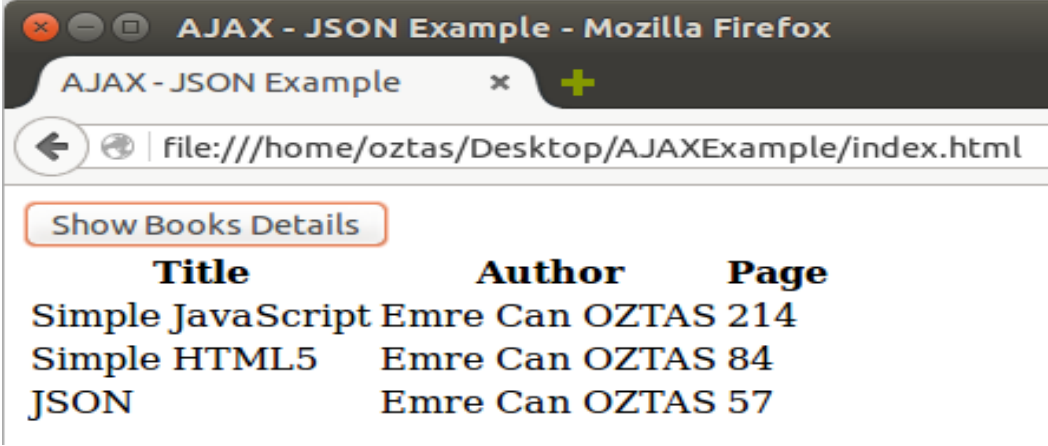 AJAX - JSON Example - Mozilla Firefox
AJAX - JSON Example
file:///home/oztas/Desktop/AJAXExample/index.html
Show Books Details
Title Author Page
Simple JavaScript Emre Can OZTAS 214
Simple HTML5 Emre Can OZTAS 84
JSON Emre Can OZTAS 57